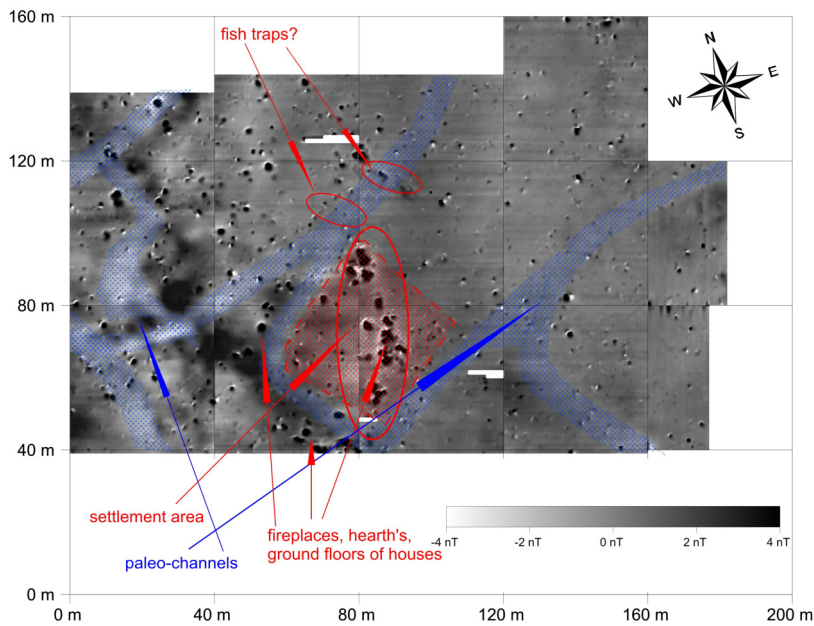 160 m
fish traps?
N
E
W
S
120 m
80 m
40 m
settlement area
fireplaces, hearth's,
ground floors of houses
paleo-channels
-4 nT
-2 nT
0 nT
2 nT
4 nT
0 m
0 m
40 m
80 m
120 m
160 m
200 m